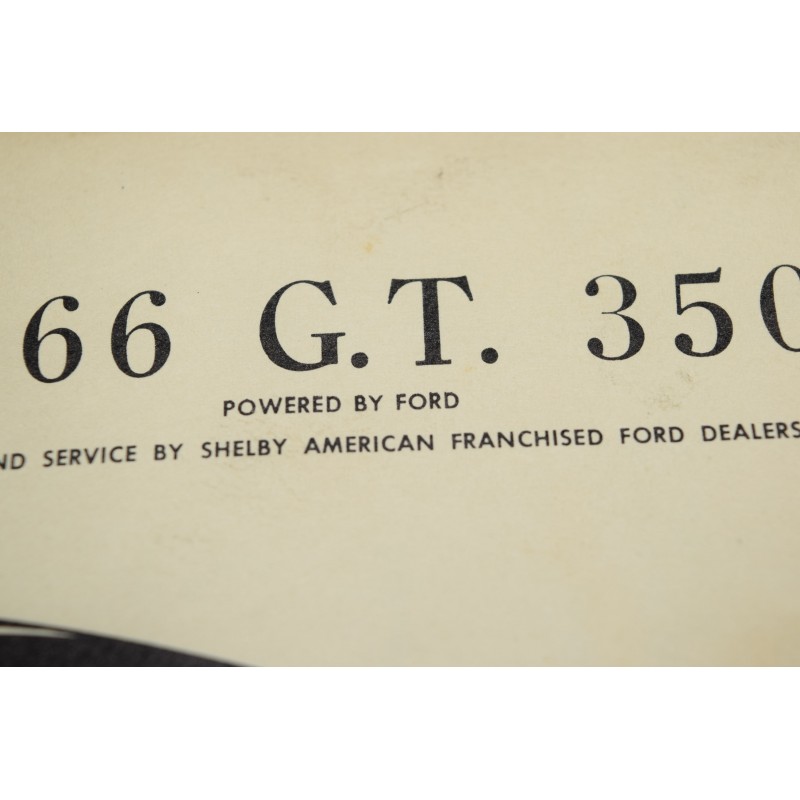 66 G.T. 350
POWERED BY FORD
ND SERVICE BY SHELBY AMERICAN FRANCHISED FORD DEALERS